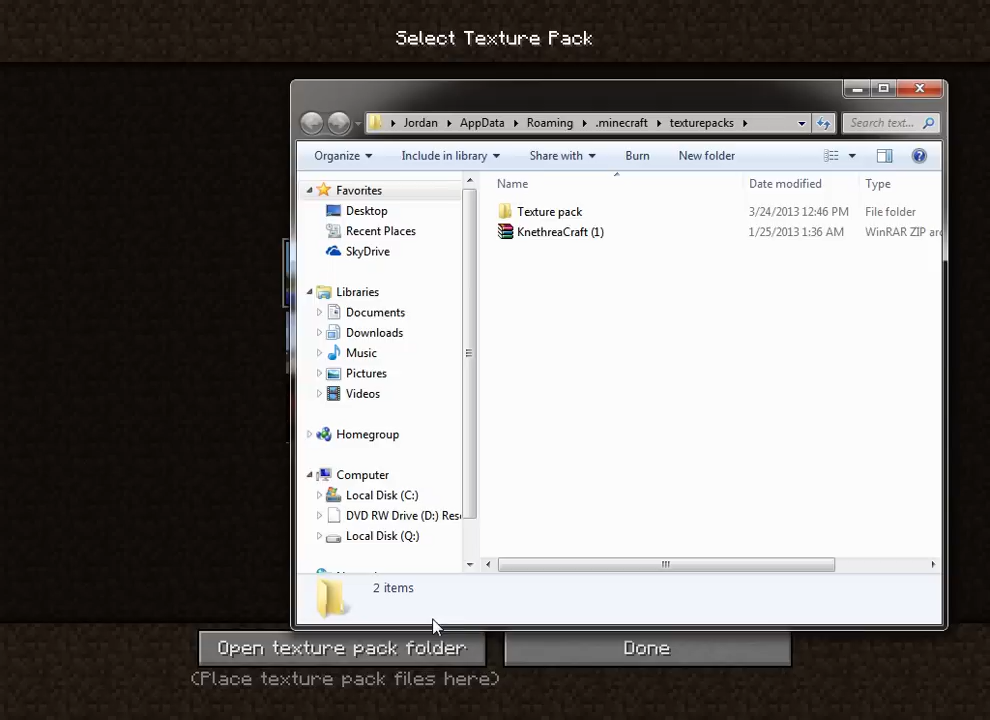 Select Texture Pack
Jordan AppData Roaming .minecraft texturepacks Search text...
Organize Include in library Share with Burn New folder
Name Date modified Type
Favorites
Desktop
Recent Places
SkyDrive
Libraries
Documents
Downloads
Music
Pictures
Videos
Homegroup
Computer
Local Disk (C:)
DVD RW Drive (D:) Res
Local Disk (Q:)
Texture pack 3/24/2013 12:46 PM File folder
KnethreaCraft (1) 1/25/2013 1:36 AM WinRAR ZIP arc
2 items
Open texture pack folder Done
(Place texture pack files here)